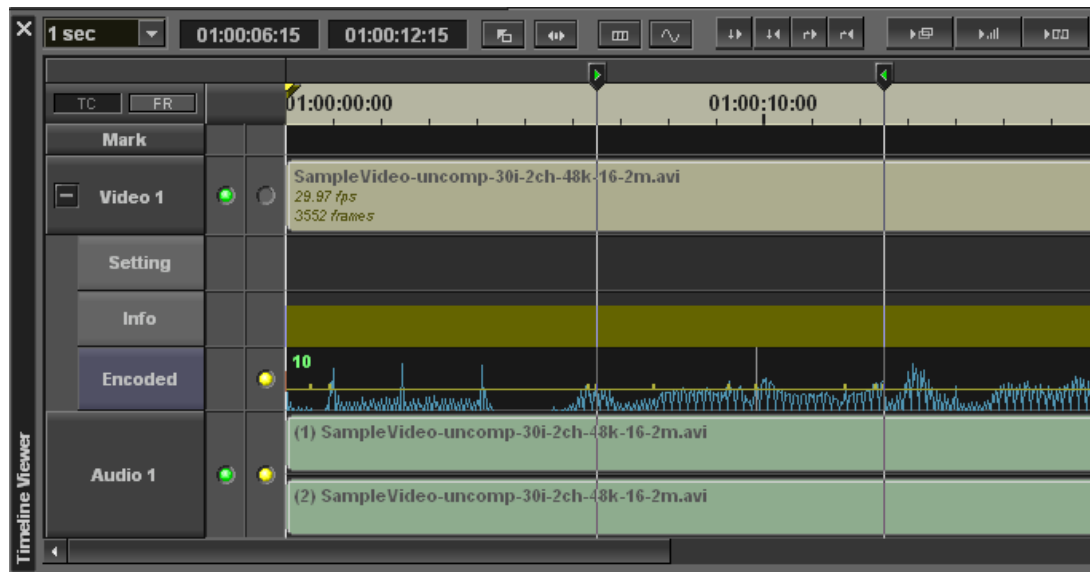 1 sec
01:00:06:15
01:00:12:15
TC
FR
01:00:00:00
01:00:10:00
Mark
Video 1
SampleVideo-uncomp-30i-2ch-48k-16-2m.avi
29.97 fps
3552 frames
Setting
Info
Encoded
10
Audio 1
(1) SampleVideo-uncomp-30i-2ch-48k-16-2m.avi
(2) SampleVideo-uncomp-30i-2ch-48k-16-2m.avi
Timeline Viewer